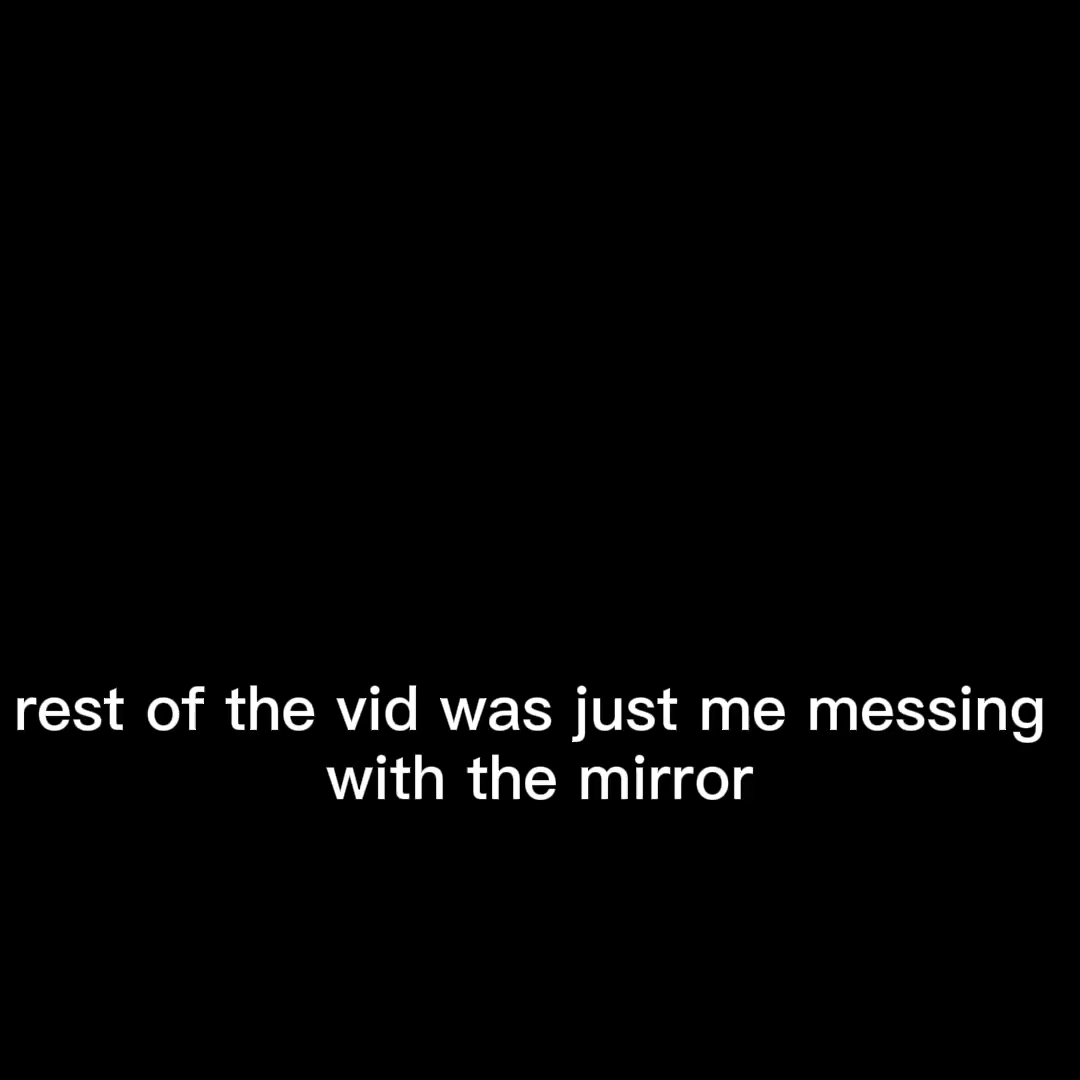 rest of the vid was just me messing
with the mirror